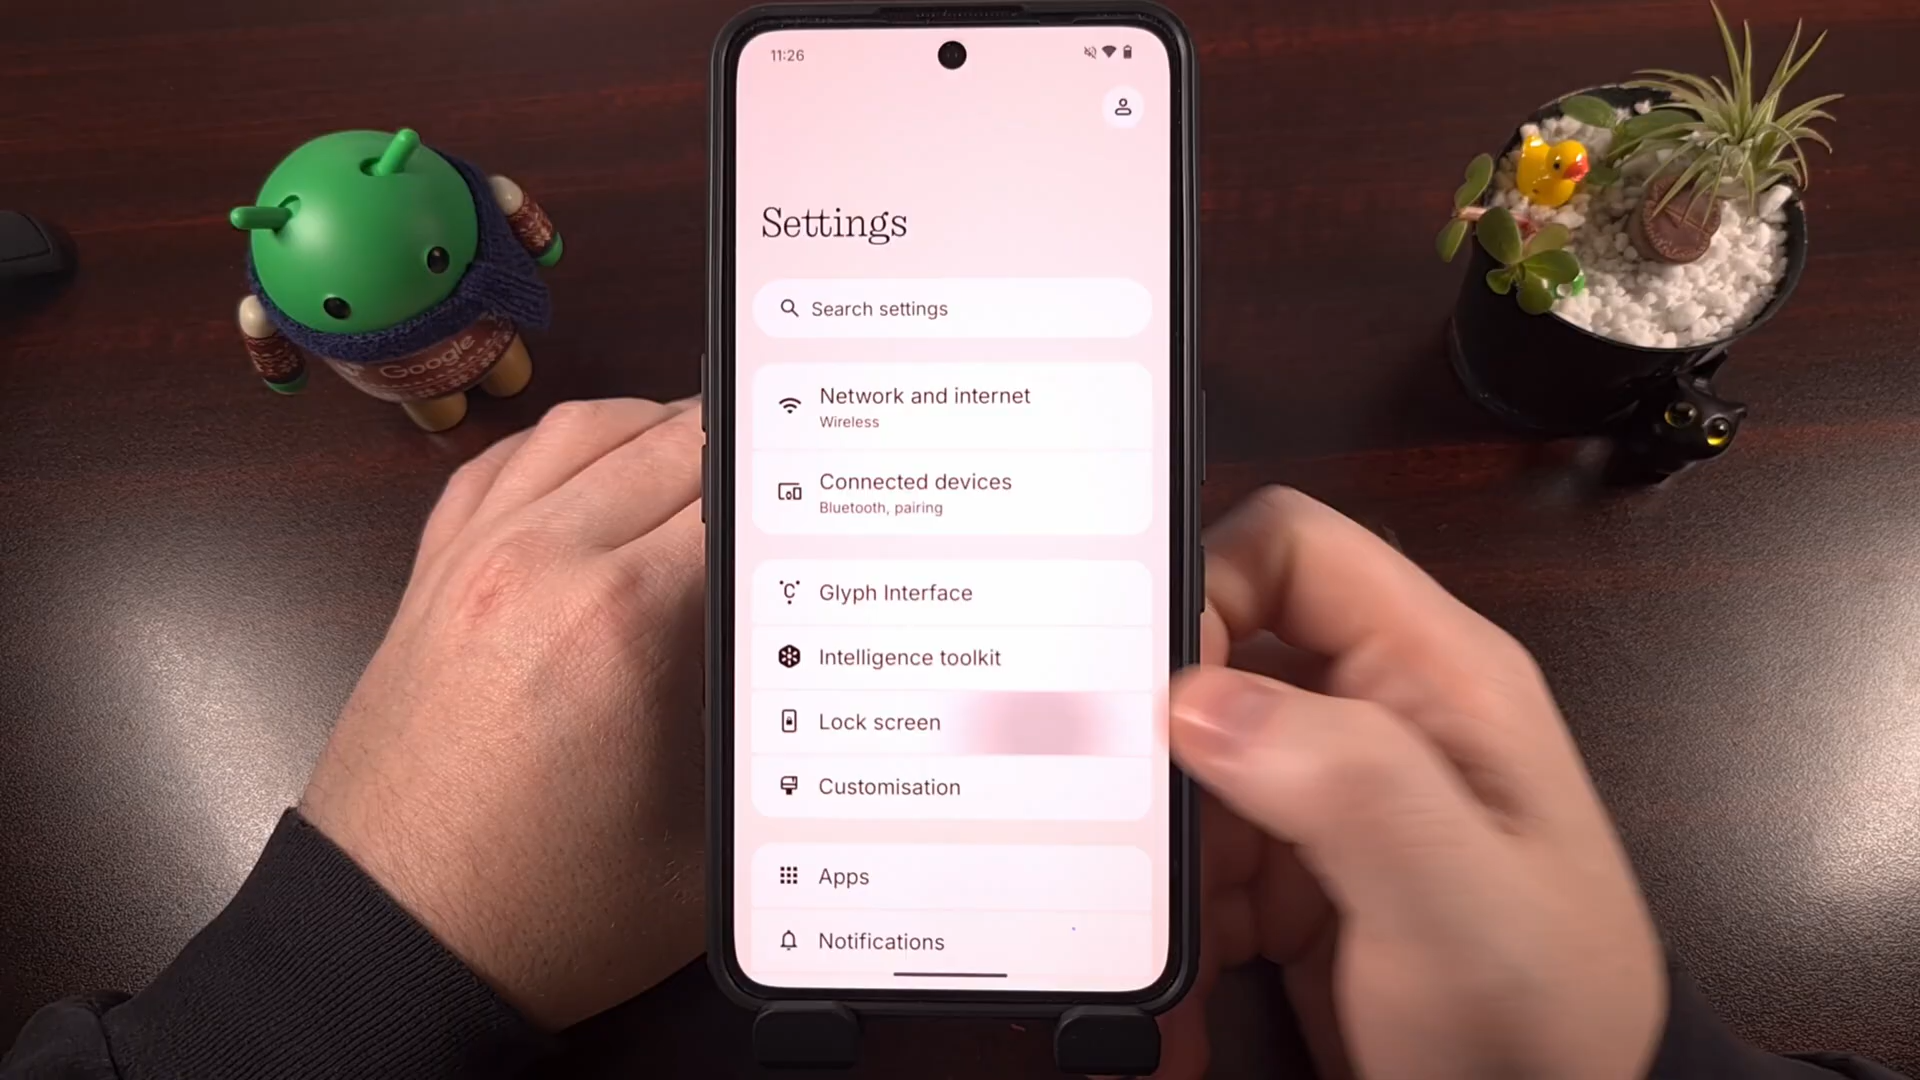 11:26
Settings
Search settings
Network and internet
Wireless
Connected devices
Bluetooth, pairing
Glyph Interface
Intelligence toolkit
Lock screen
Customisation
Apps
Notifications
Google